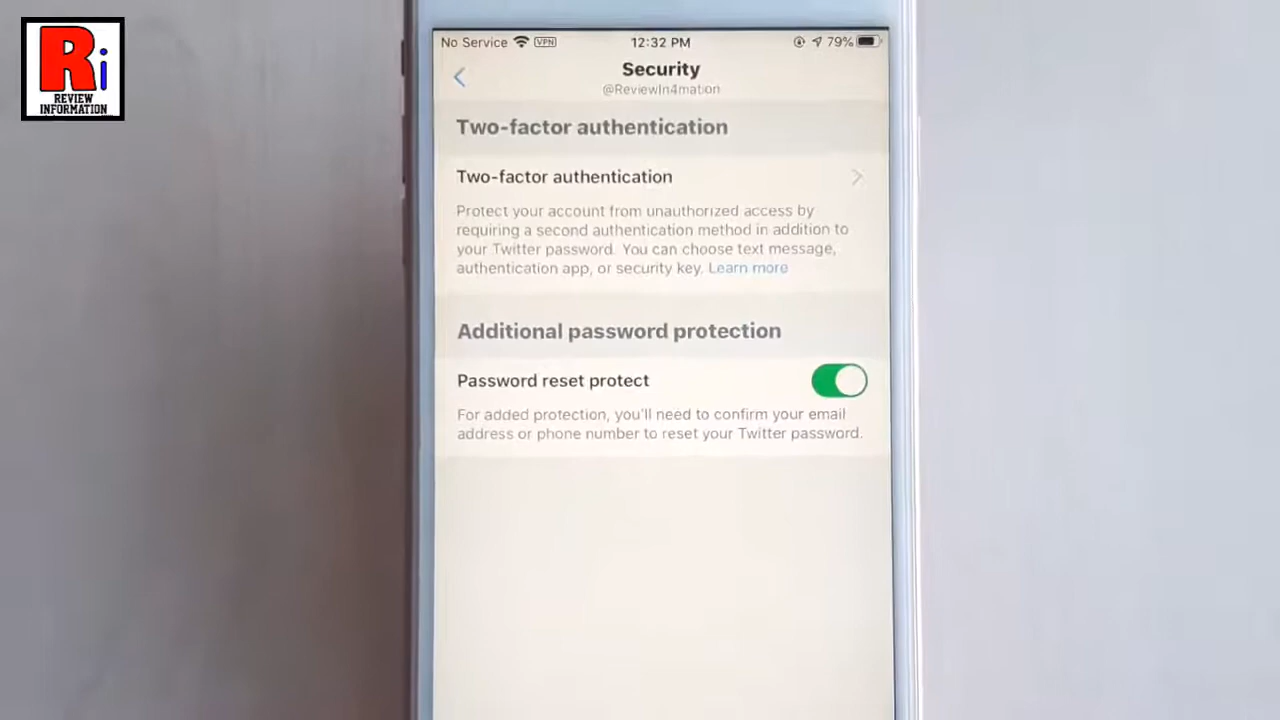 Ri
REVIEW
INFORMATION
No Service VPN 12:32 PM 79%
Security
@ReviewIn4mation
Two-factor authentication
Two-factor authentication
Protect your account from unauthorized access by
requiring a second authentication method in addition to
your Twitter password. You can choose text message,
authentication app, or security key. Learn more
Additional password protection
Password reset protect
For added protection, you'll need to confirm your email
address or phone number to reset your Twitter password.